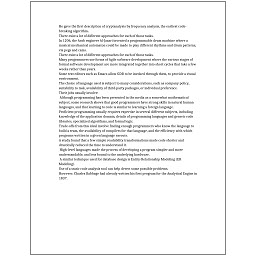 He gave the first description of cryptanalysis by frequency analysis, the earliest code-
breaking algorithm.
There exist a lot of different approaches for each of those tasks.
In 1206, the Arab engineer Al-Jazari invented a programmable drum machine where a
musical mechanical automaton could be made to play different rhythms and drum patterns,
via pegs and cams.
There exist a lot of different approaches for each of those tasks.
Many programmers use forms of Agile software development where the various stages of
formal software development are more integrated together into short cycles that take a few
weeks rather than years.
Some text editors such as Emacs allow GDB to be invoked through them, to provide a visual
environment.
The choice of language used is subject to many considerations, such as company policy,
suitability to task, availability of third-party packages, or individual preference.
Their jobs usually involve:
Although programming has been presented in the media as a somewhat mathematical
subject, some research shows that good programmers have strong skills in natural human
languages, and that learning to code is similar to learning a foreign language.
Proficient programming usually requires expertise in several different subjects, including
knowledge of the application domain, details of programming languages and generic code
libraries, specialized algorithms, and formal logic.
Trade-offs from this ideal involve finding enough programmers who know the language to
build a team, the availability of compilers for that language, and the efficiency with which
programs written in a given language execute.
A study found that a few simple readability transformations made code shorter and
drastically reduced the time to understand it.
High-level languages made the process of developing a program simpler and more
understandable, and less bound to the underlying hardware.
A similar technique used for database design is Entity-Relationship Modeling (ER
Modeling).
Use of a static code analysis tool can help detect some possible problems.
However, Charles Babbage had already written his first program for the Analytical Engine in
1837.